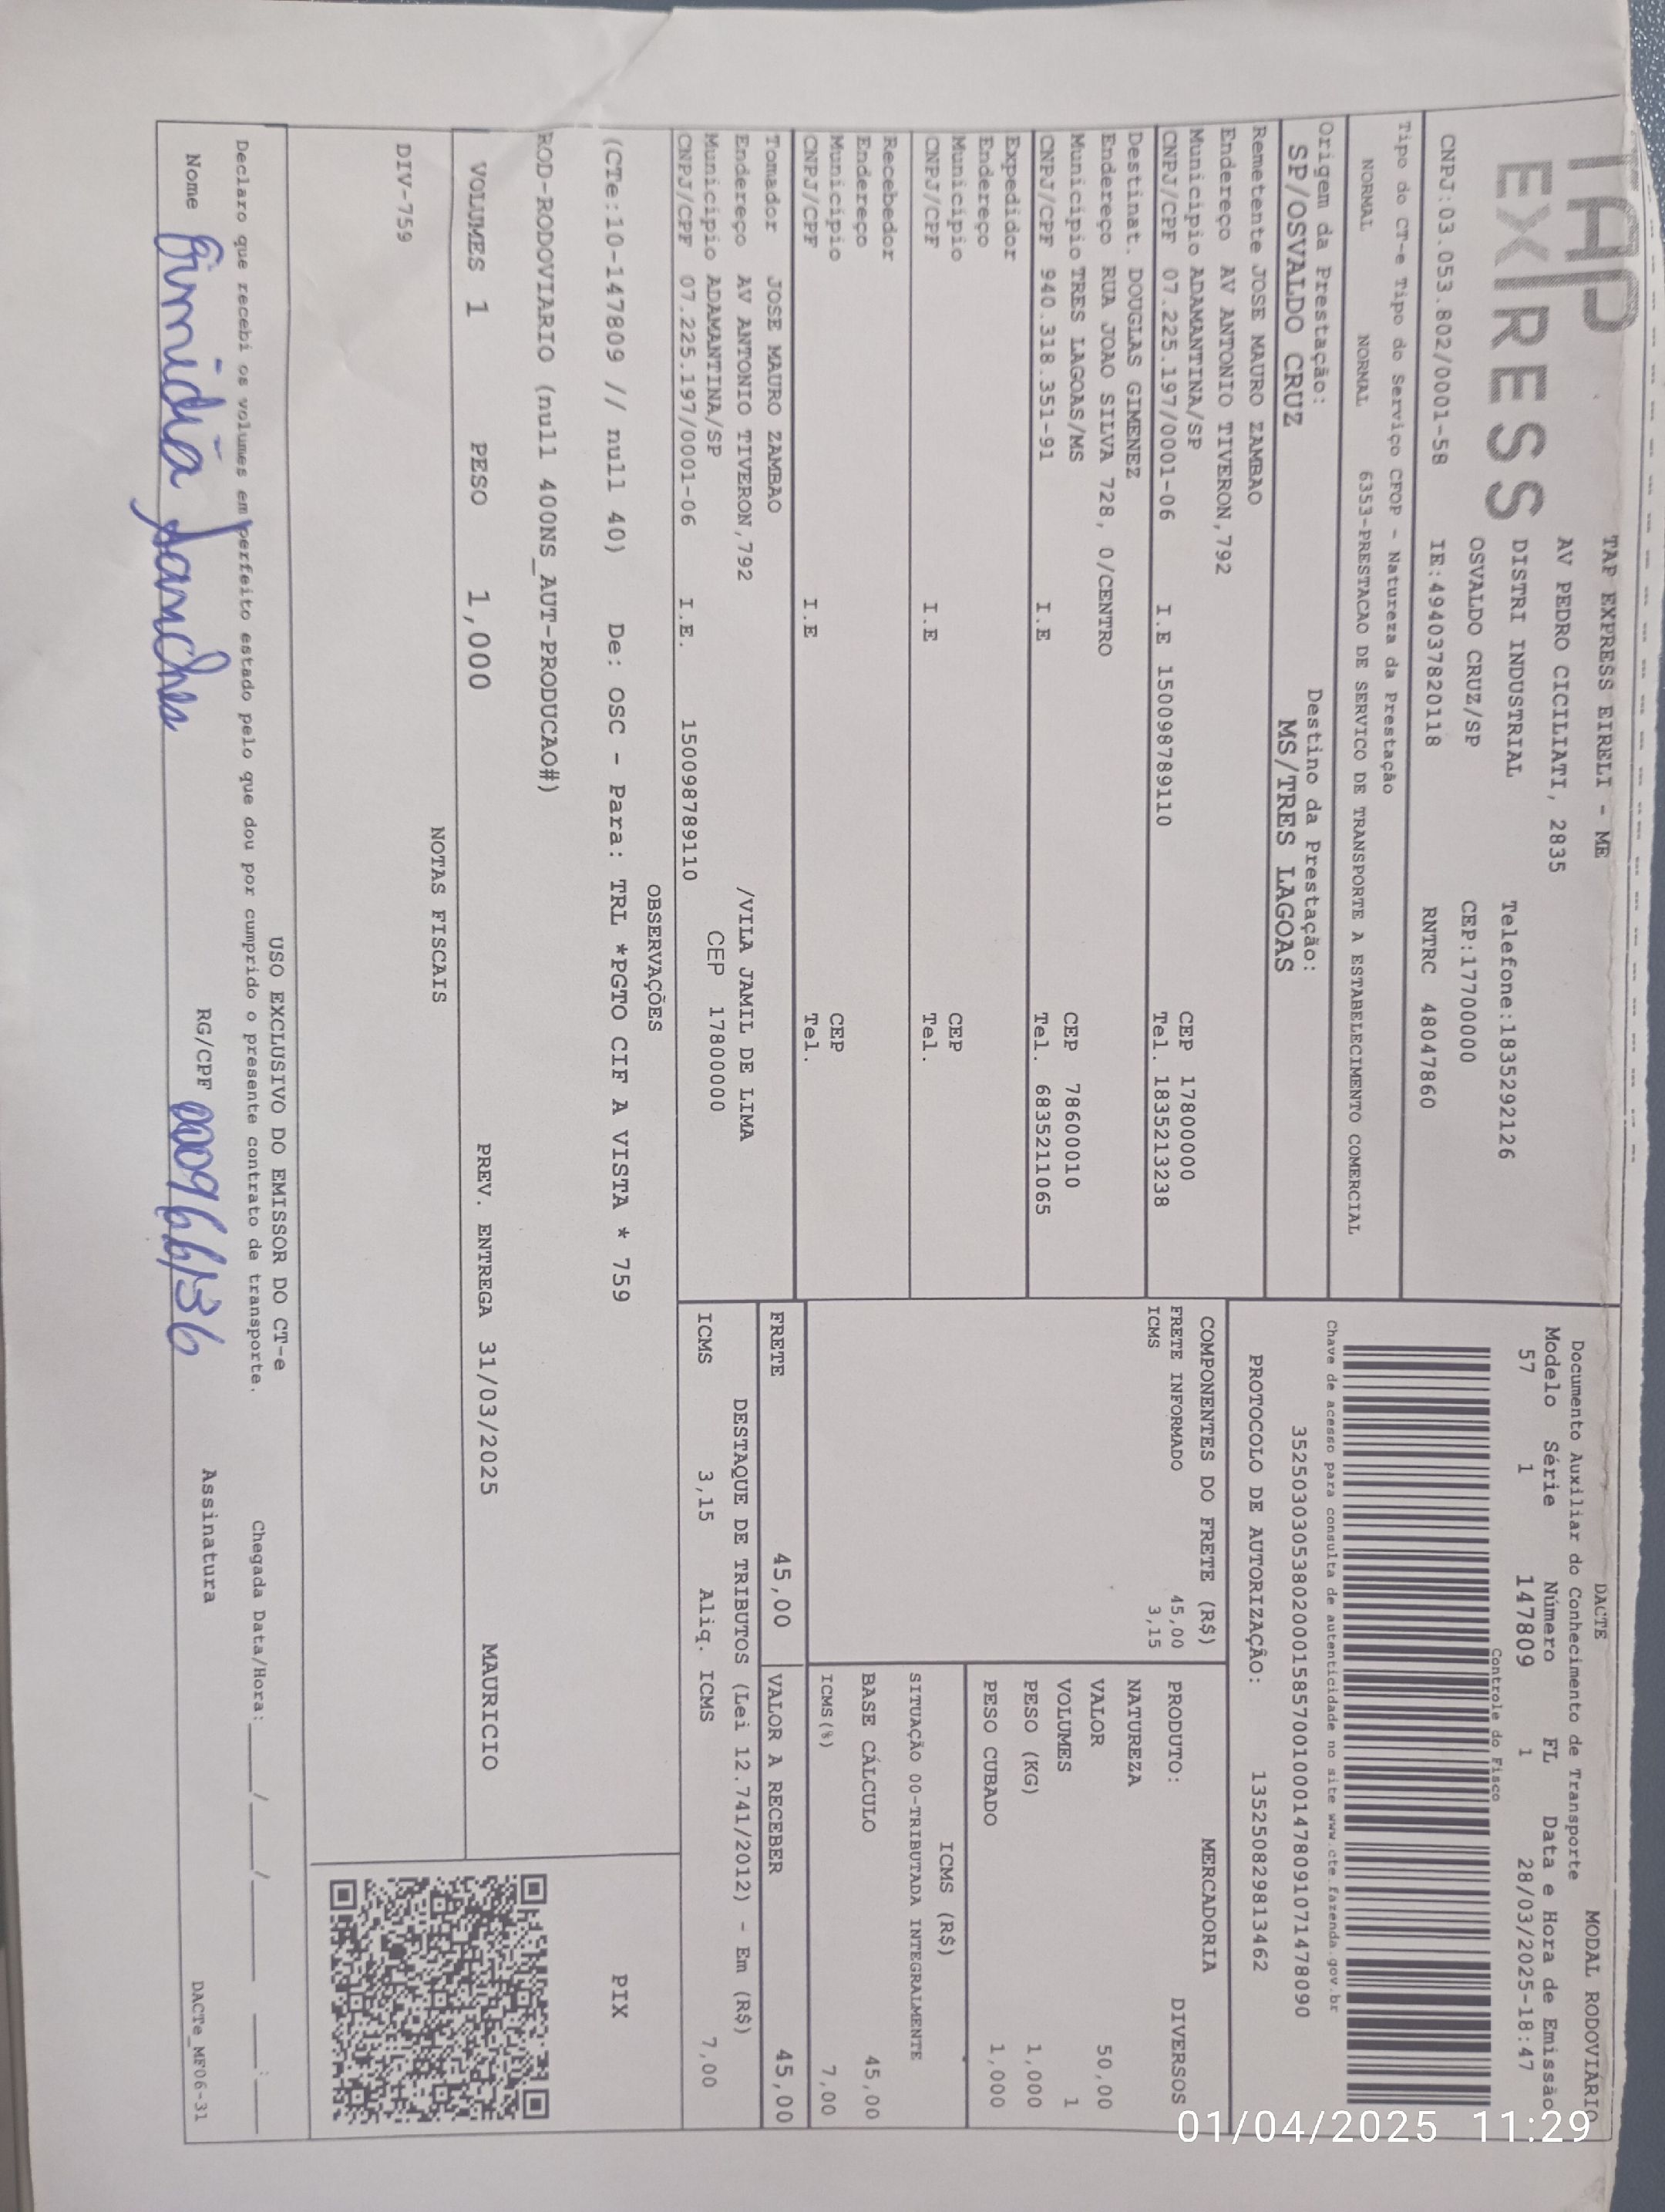 TAP
EXPRESS
TAP EXPRESS EIRELI - ME
AV PEDRO CICILIATI, 2835
DISTRI INDUSTRIAL Telefone:1835292126
OSVALDO CRUZ/SP CEP:17700000
CNPJ:03.053.802/0001-58 IE:494037820118 RNTRC 48047860
Tipo do CT-e Tipo do Serviço CFOP - Natureza da Prestação
NORMAL NORMAL 6353-PRESTACAO DE SERVICO DE TRANSPORTE A ESTABELECIMENTO COMERCIAL
Origem da Prestação: Destino da Prestação:
SP/OSVALDO CRUZ MS/TRES LAGOAS
DACTE MODAL RODOVIÁRIO
Documento Auxiliar do Conhecimento de Transporte
Modelo Série Número FL Data e Hora de Emissão
57 1 147809 1 28/03/2025-18:47
Controle do Fisco
Chave de acesso para consulta de autenticidade no site www.cte.fazenda.gov.br
35250303053802000158570010001478091071478090
PROTOCOLO DE AUTORIZAÇÃO: 135250829813462
Remetente JOSE MAURO ZAMBAO
Endereço AV ANTONIO TIVERON,792
Municipio ADAMANTINA/SP CEP 17800000
CNPJ/CPF 07.225.197/0001-06 I.E 150098789110 Tel. 1835213238
Destinat. DOUGLAS GIMENEZ
Endereço RUA JOAO SILVA 728, 0/CENTRO
Municipio TRES LAGOAS/MS CEP 78600010
CNPJ/CPF 940.318.351-91 I.E Tel. 6835211065
Expedidor
Endereço
Municipio CEP
CNPJ/CPF I.E Tel.
Recebedor
Endereço
Municipio CEP
CNPJ/CPF I.E Tel.
Tomador JOSE MAURO ZAMBAO
Endereço AV ANTONIO TIVERON,792 /VILA JAMIL DE LIMA
Municipio ADAMANTINA/SP CEP 17800000
CNPJ/CPF 07.225.197/0001-06 I.E. 150098789110
COMPONENTES DO FRETE (R$)
FRETE INFORMADO 45,00
ICMS 3,15
MERCADORIA
PRODUTO: DIVERSOS
NATUREZA
VALOR 50,00
VOLUMES 1
PESO (KG) 1,000
PESO CUBADO 1,000
ICMS (R$)
SITUAÇÃO 00-TRIBUTADA INTEGRALMENTE
BASE CÁLCULO 45,00
ICMS(%) 7,00
FRETE 45,00 VALOR A RECEBER 45,00
DESTAQUE DE TRIBUTOS (Lei 12.741/2012) - Em (R$)
ICMS 3,15 Aliq. ICMS 7,00
OBSERVAÇÕES
(CTe:10-147809 // null 40) De: OSC - Para: TRL *PGTO CIF A VISTA * 759
ROD-RODOVIARIO (null 400NS_AUT-PRODUCAO#)
PIX
VOLUMES 1 PESO 1,000 PREV. ENTREGA 31/03/2025 MAURICIO
NOTAS FISCAIS
DIV-759
USO EXCLUSIVO DO EMISSOR DO CT-e
Declaro que recebi os volumes em perfeito estado pelo que dou por cumprido o presente contrato de transporte. Chegada Data/Hora:____/____/______ ___:___
Nome Sanches RG/CPF Assinatura
DACTe_MF06-31
01/04/2025 11:29